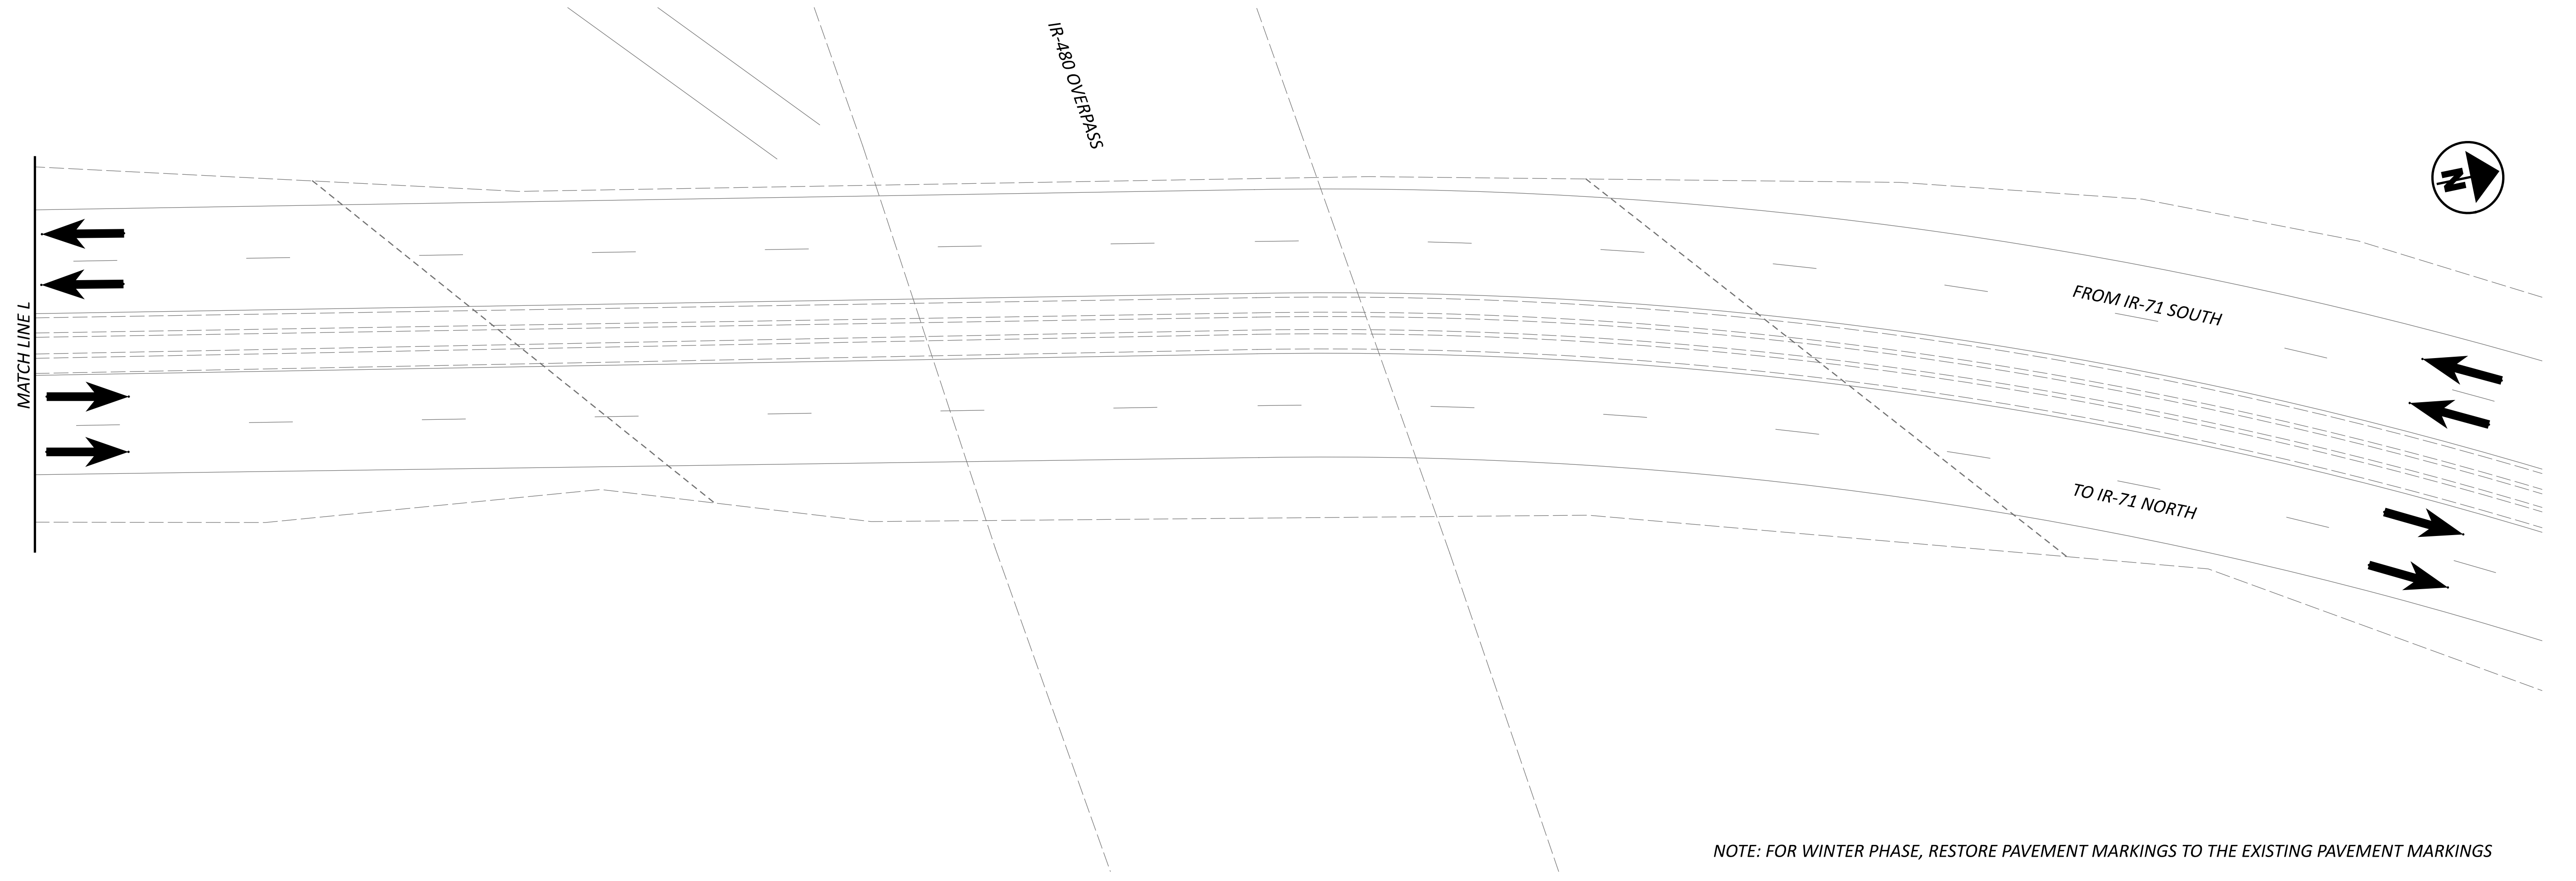 IR-480 OVERPASS
N
FROM IR-71 SOUTH
MATCH LINE L
TO IR-71 NORTH
NOTE: FOR WINTER PHASE, RESTORE PAVEMENT MARKINGS TO THE EXISTING PAVEMENT MARKINGS